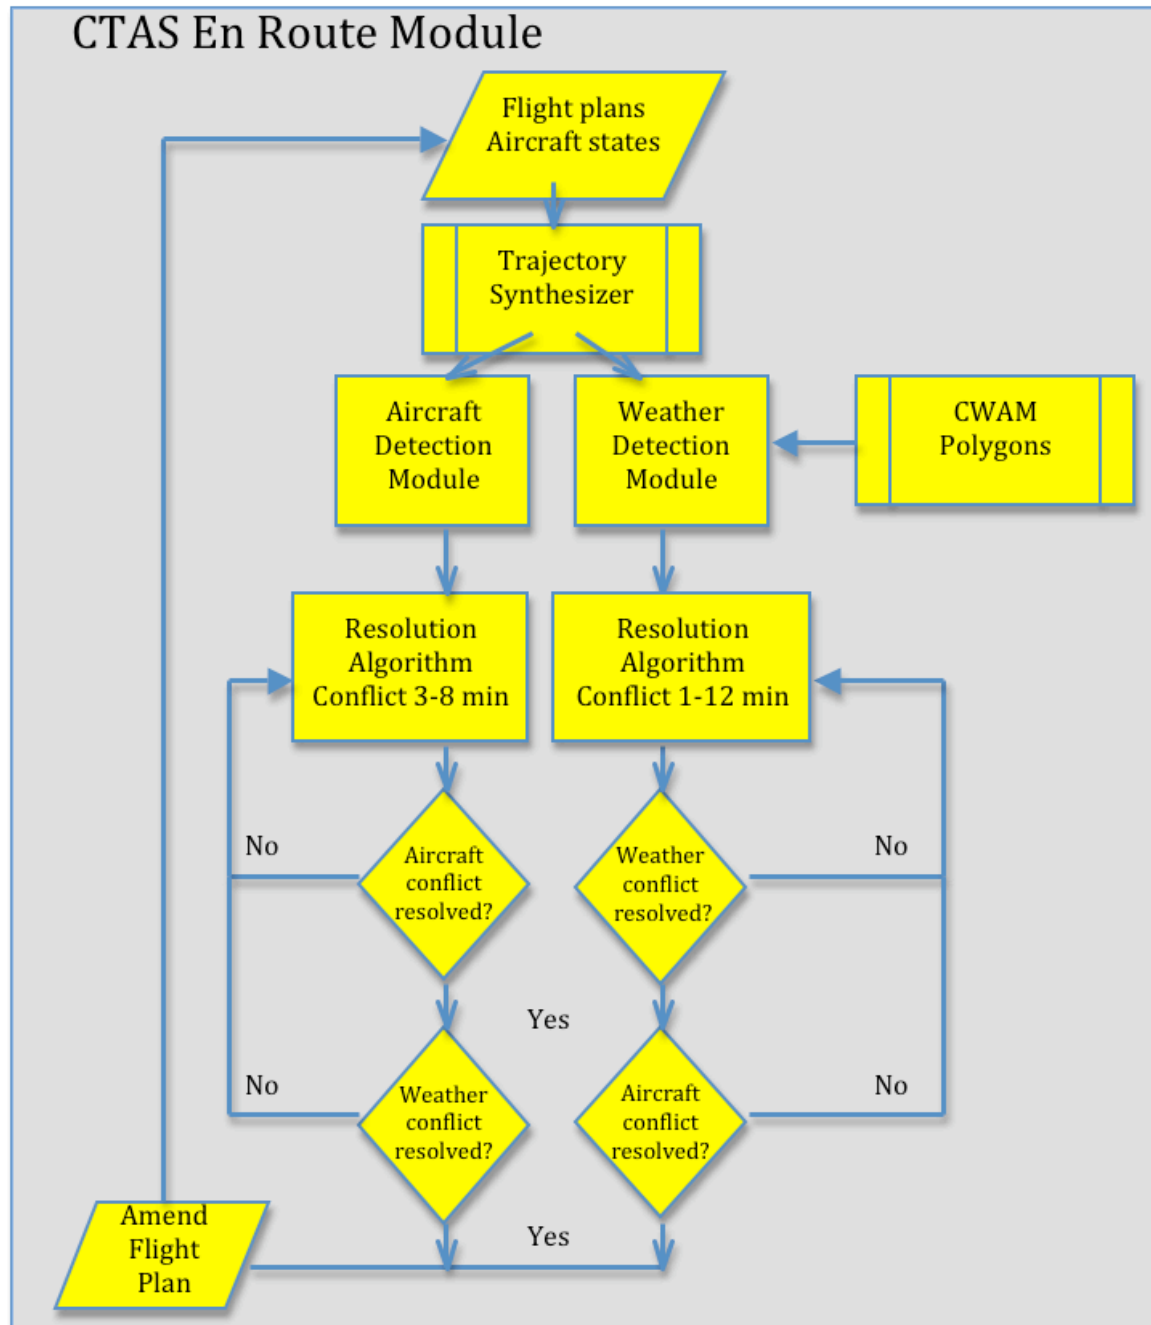 CTAS En Route Module
Flight plans
Aircraft states
Trajectory
Synthesizer
Aircraft
Detection
Module
Weather
Detection
Module
CWAM
Polygons
Resolution
Algorithm
Conflict 3-8 min
Resolution
Algorithm
Conflict 1-12 min
No
Aircraft
conflict
resolved?
Weather
conflict
resolved?
No
Yes
No
Weather
conflict
resolved?
Aircraft
conflict
resolved?
No
Yes
Amend
Flight
Plan